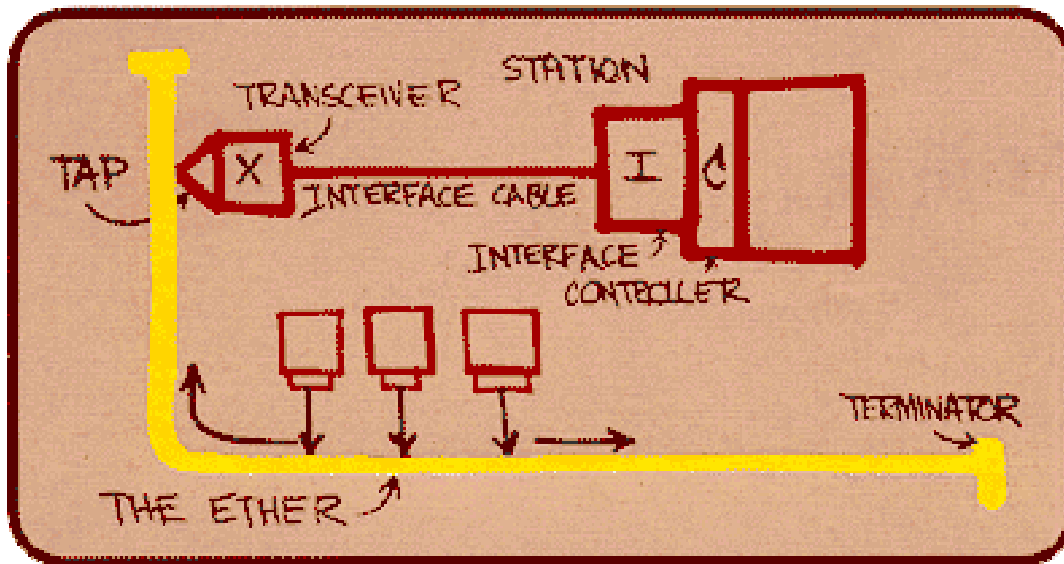 STATION
TRANSCEIVER
TAP
X
I
C
INTERFACE CABLE
INTERFACE
CONTROLLER
TERMINATOR
THE ETHER